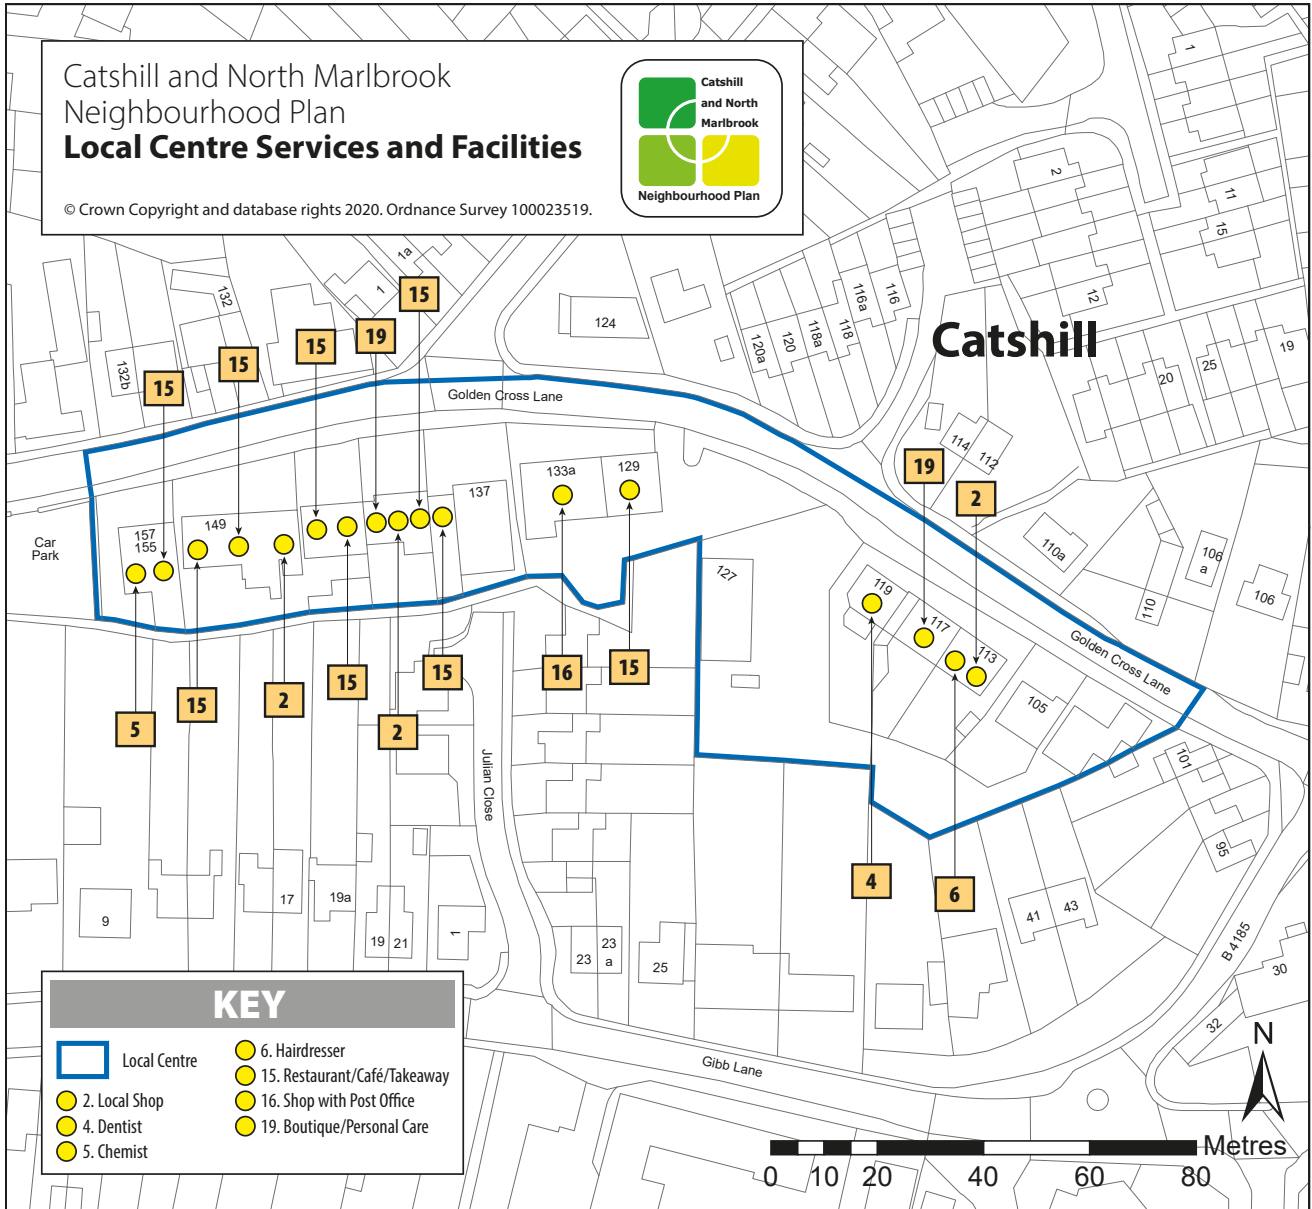 Catshill and North Marlbrook
Neighbourhood Plan
Local Centre Services and Facilities
© Crown Copyright and database rights 2020. Ordnance Survey 100023519.
Catshill
and North
Marlbrook
Neighbourhood Plan
1
2
11
15
1a
1
132
15
116a
116
12
124
118
118a
120
120a
Catshill
19
15
19
15
15
132b
15
25
20
Golden Cross Lane
114
112
19
2
133a
129
137
149
157
155
Car
Park
110a
106
a
106
110
127
119
117
113
Golden Cross Lane
105
15
16
15
15
2
15
5
2
Julian Close
101
95
4
6
9
17
19a
19
21
1
23
23
a
25
41
43
B 4185
30
32
Gibb Lane
KEY
Local Centre
2. Local Shop
4. Dentist
5. Chemist
6. Hairdresser
15. Restaurant/Café/Takeaway
16. Shop with Post Office
19. Boutique/Personal Care
N
Metres
0 10 20 40 60 80